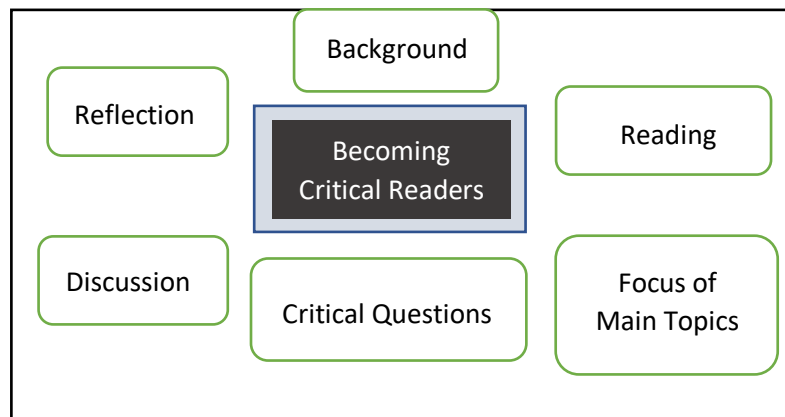 Background
Reflection
Reading
Becoming
Critical Readers
Discussion
Critical Questions
Focus of
Main Topics